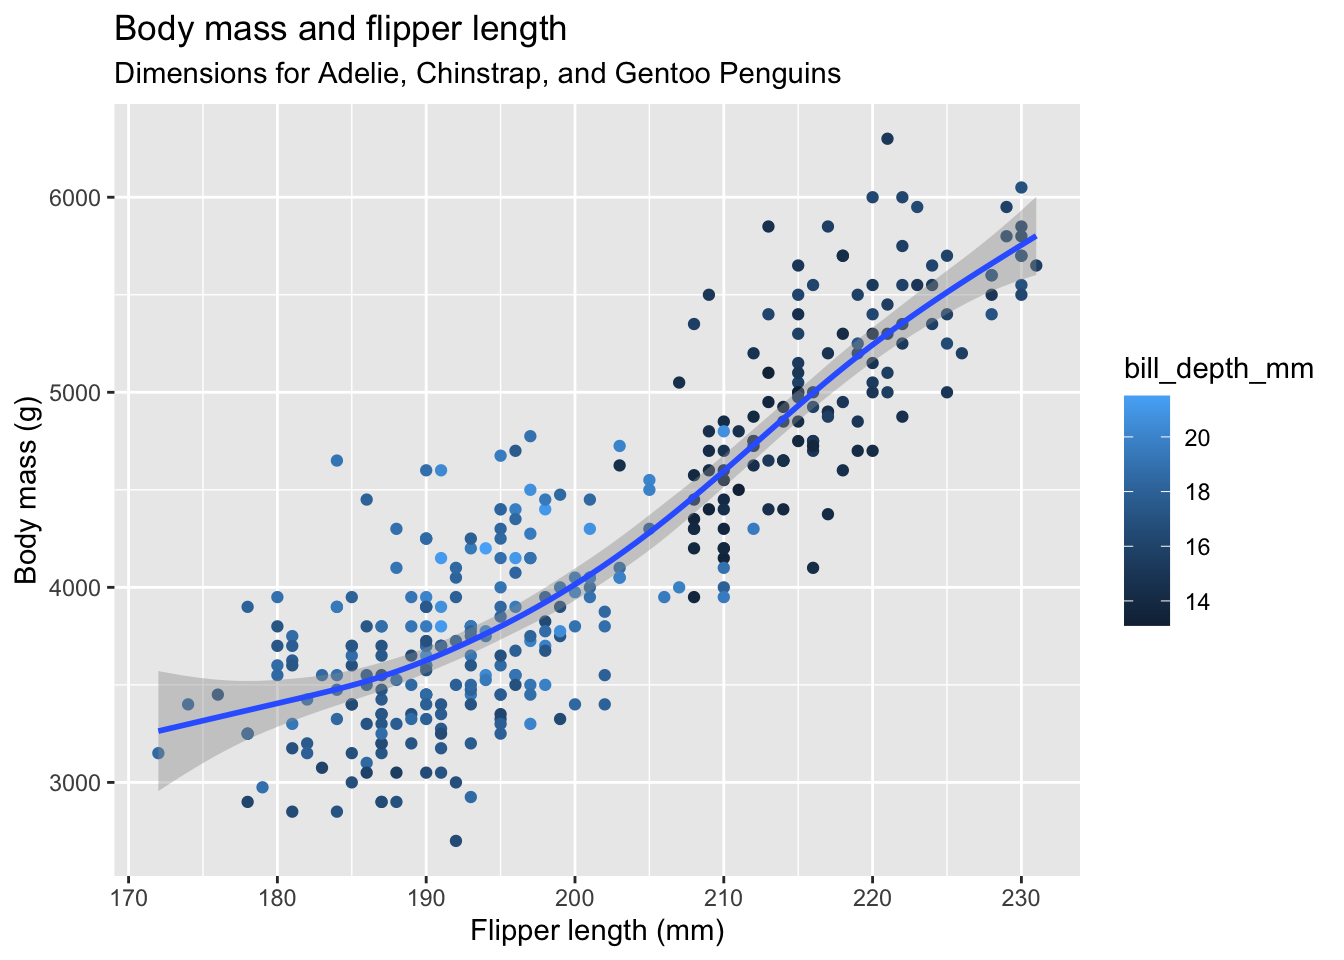 Body mass and flipper length
Dimensions for Adelie, Chinstrap, and Gentoo Penguins
Body mass (g)
6000
5000
4000
3000
170 180 190 200 210 220 230
Flipper length (mm)
bill_depth_mm
20
18
16
14